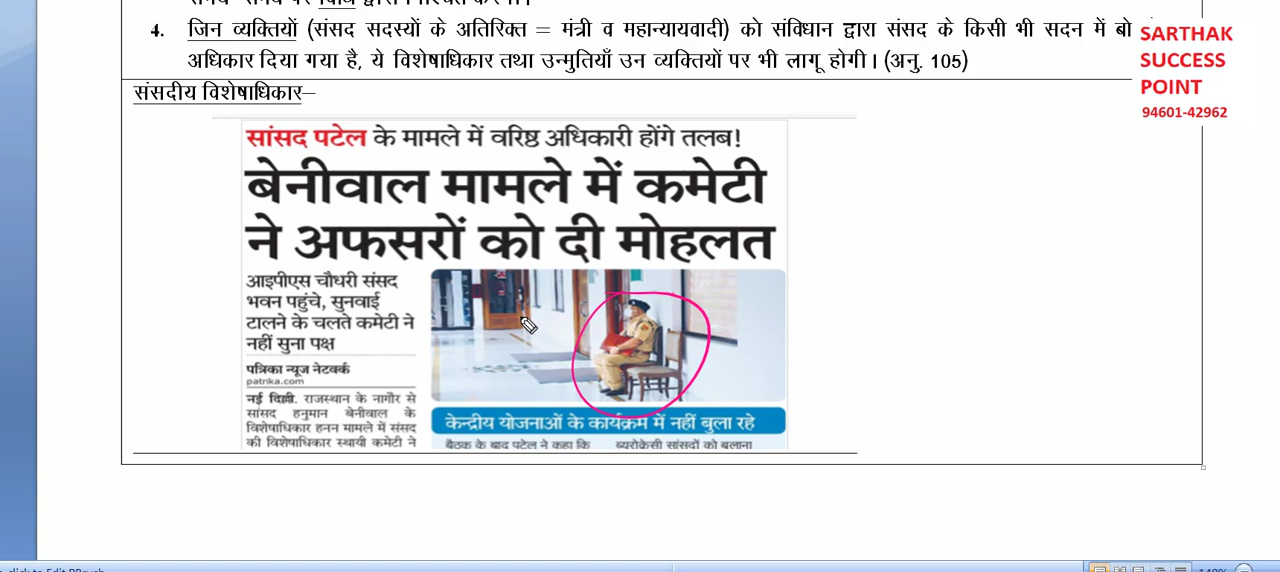 4. जिन व्यक्तियों (संसद सदस्यों के अतिरिक्त = मंत्री व महान्यायवादी) को संविधान द्वारा संसद के किसी भी सदन में
अधिकार दिया गया है, ये विशेषाधिकार तथा उन्मुतियाँ उन व्यक्तियों पर भी लागू होगी। (अनु. 105)
SARTHAK
SUCCESS
POINT
94601-42962
संसदीय विशेषाधिकार–
सांसद पटेल के मामले में वरिष्ठ अधिकारी होंगे तलब!
बेनीवाल मामले में कमेटी
ने अफसरों को दी मोहलत
आइपीएस चौधरी संसद
भवन पहुंचे, सुनवाई
टालने के चलते कमेटी ने
नहीं सुना पक्ष
पत्रिका न्यूज नेटवर्क
patrika.com
नई दिल्ली. राजस्थान के नागौर से
सांसद हनुमान बेनीवाल के
विशेषाधिकार हनन मामले में संसद
की विशेषाधिकार स्थायी कमेटी ने
केन्द्रीय योजनाओं के कार्यक्रम में नहीं बुला रहे
बैठक के बाद पटेल ने कहा कि
ब्यूरोक्रेसी सांसदों को बुलाना